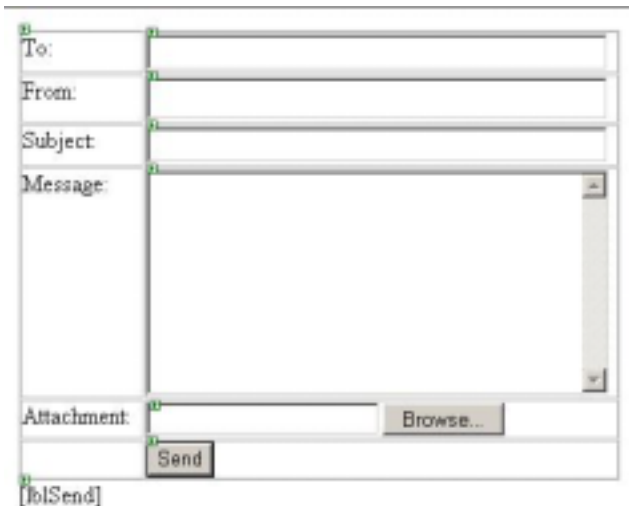 To:
From:
Subject:
Message:
Attachment:
Browse...
Send
[lblSend]